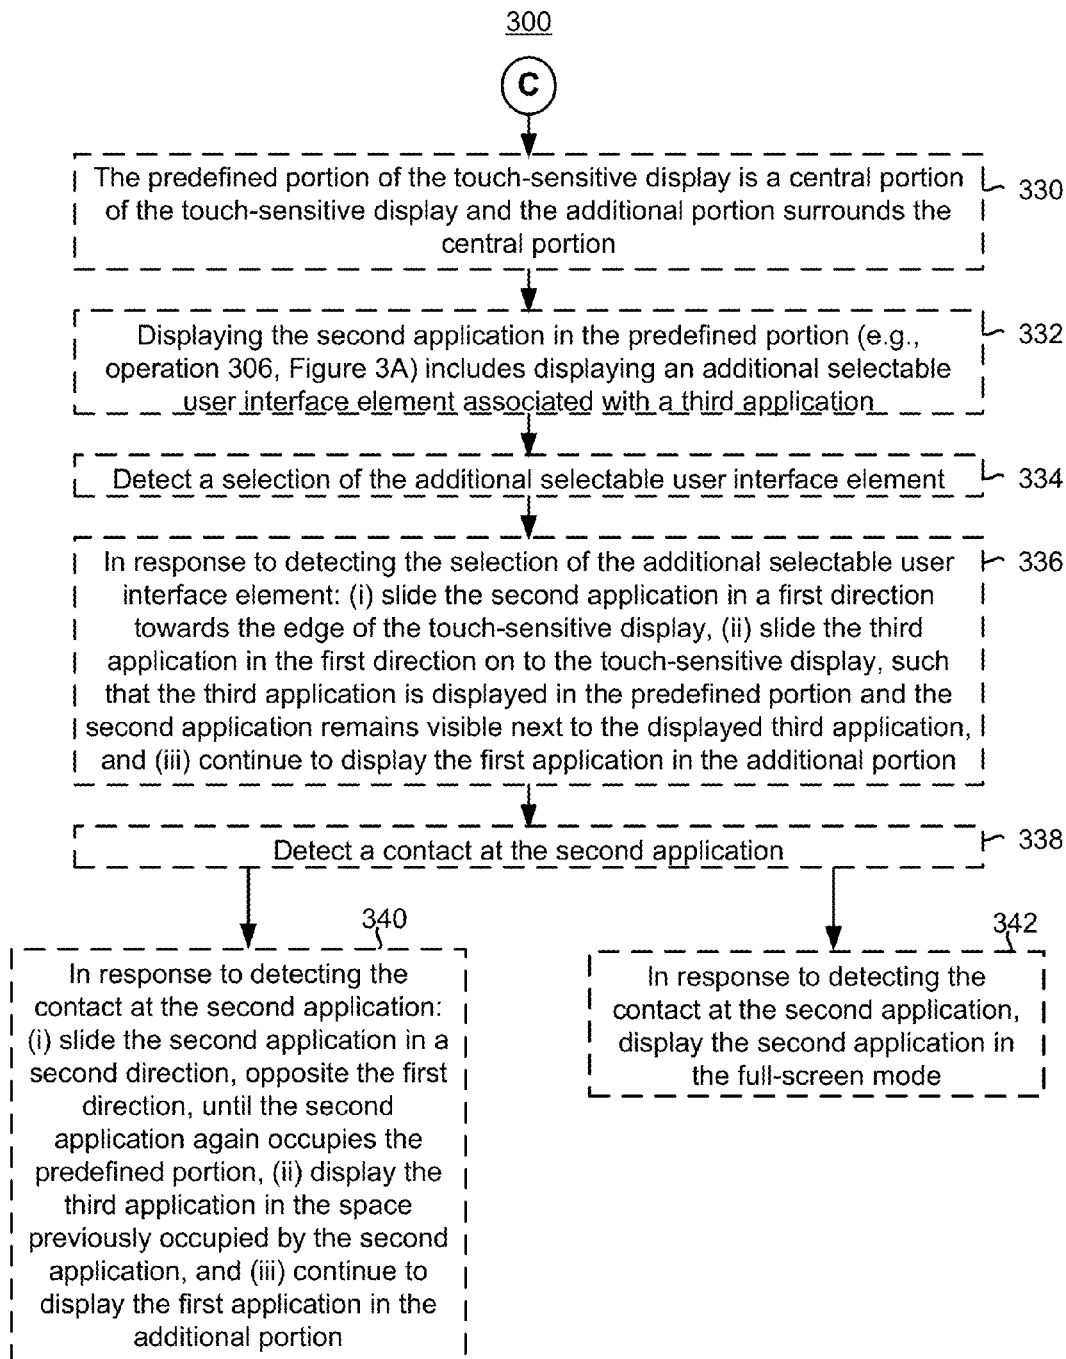 300
C
The predefined portion of the touch-sensitive display is a central portion
of the touch-sensitive display and the additional portion surrounds the
central portion
330
Displaying the second application in the predefined portion (e.g.,
operation 306, Figure 3A) includes displaying an additional selectable
user interface element associated with a third application
332
Detect a selection of the additional selectable user interface element
334
In response to detecting the selection of the additional selectable user
interface element: (i) slide the second application in a first direction
towards the edge of the touch-sensitive display, (ii) slide the third
application in the first direction on to the touch-sensitive display, such
that the third application is displayed in the predefined portion and the
second application remains visible next to the displayed third application,
and (iii) continue to display the first application in the additional portion
336
Detect a contact at the second application
338
340
In response to detecting the
contact at the second application:
(i) slide the second application in a
second direction, opposite the first
direction, until the second
application again occupies the
predefined portion, (ii) display the
third application in the space
previously occupied by the second
application, and (iii) continue to
display the first application in the
additional portion
342
In response to detecting the
contact at the second application,
display the second application in
the full-screen mode